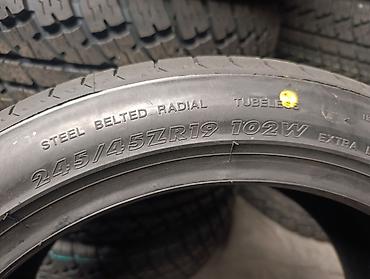 STEEL BELTED RADIAL TUBELESS
245/45ZR19 102W EXTRA